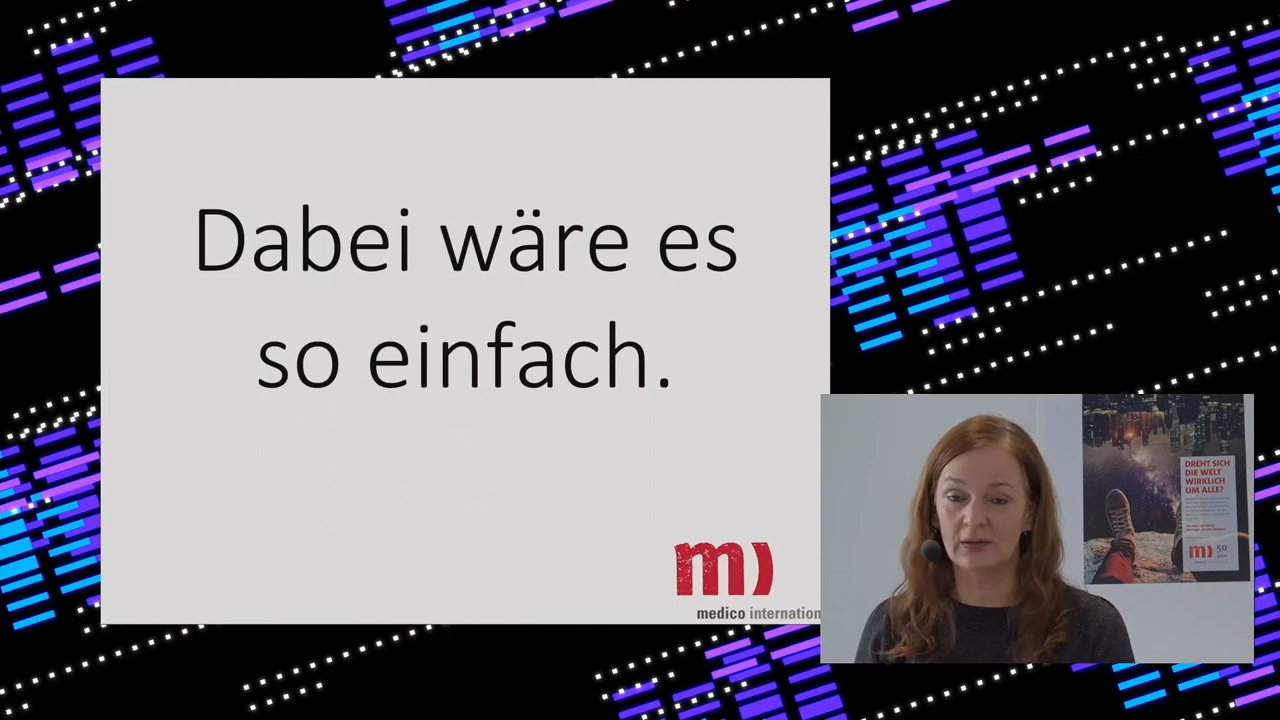 Dabei wäre es
so einfach.
m)
medico internation
DREHT SICH
DIE WELT
WIRKLICH
UM ALLE?
m) 50